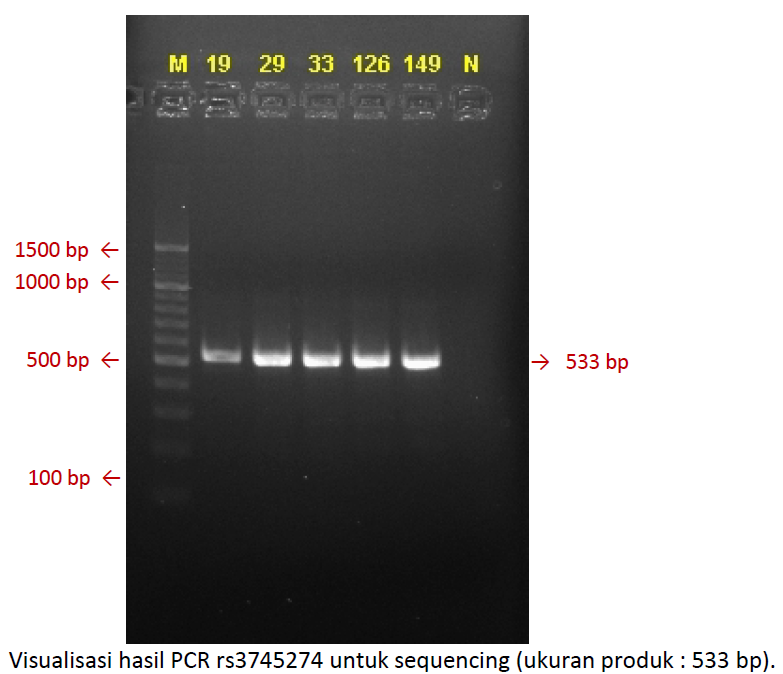 M 19 29 33 126 149 N
1500 bp ←
1000 bp ←
500 bp ←
→ 533 bp
100 bp ←
Visualisasi hasil PCR rs3745274 untuk sequencing (ukuran produk : 533 bp).